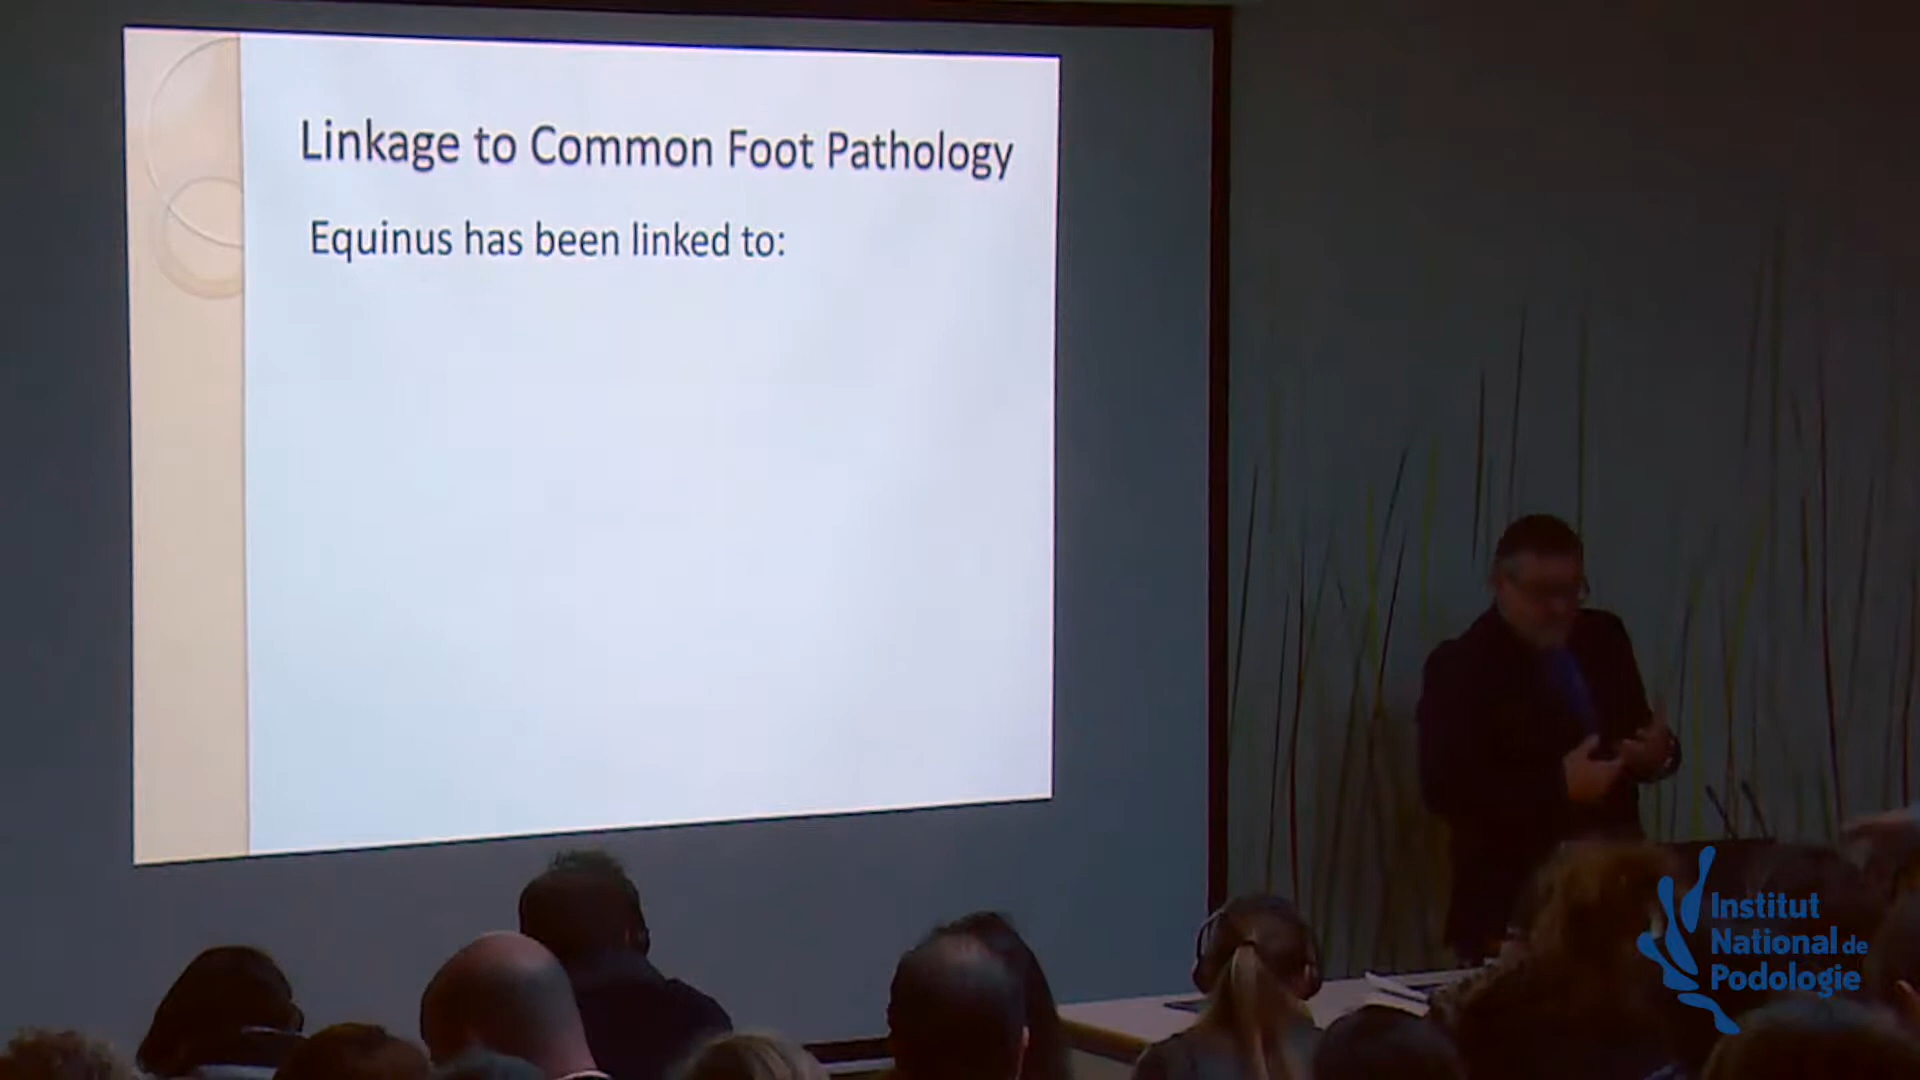 Linkage to Common Foot Pathology
Equinus has been linked to:
Institut
National de
Podologie